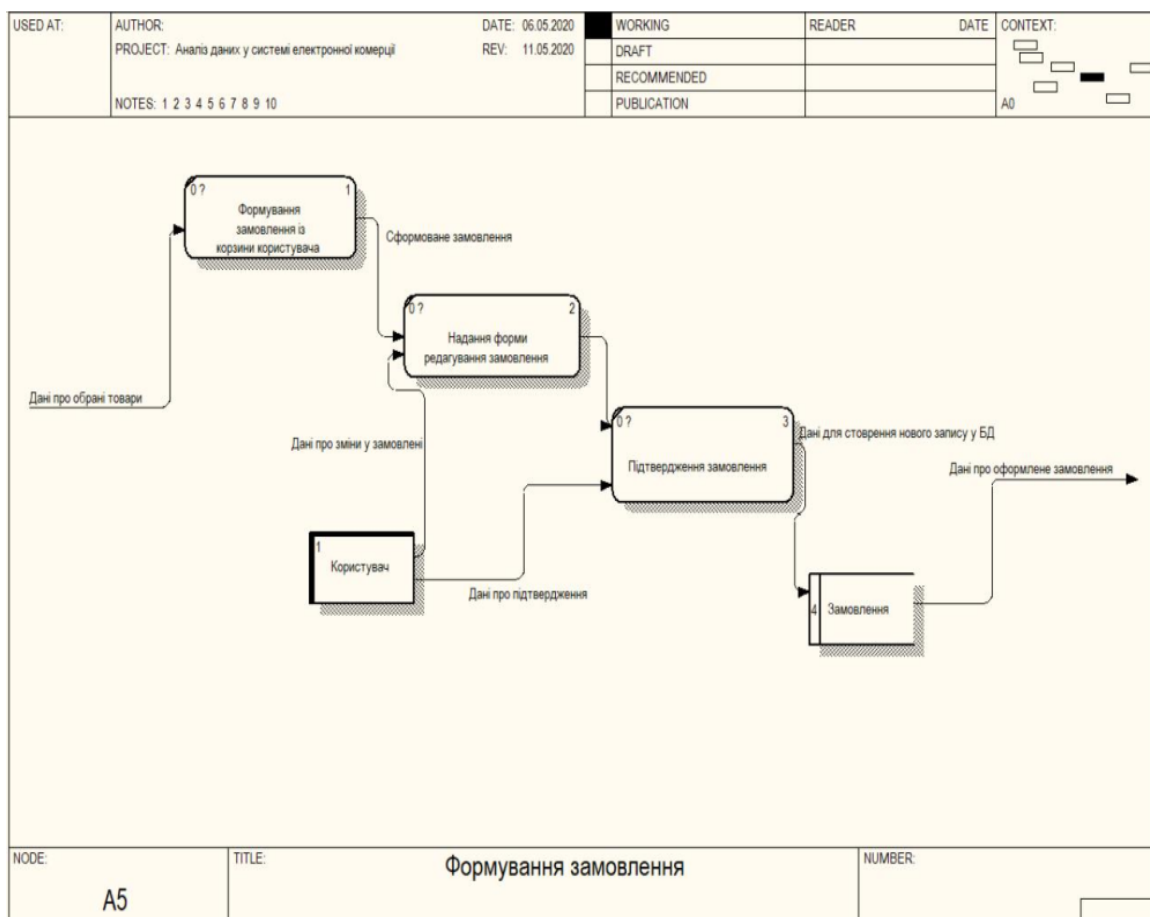 USED AT:
AUTHOR:
DATE: 06.05.2020
PROJECT: Аналіз даних у системі електронної комерції
REV: 11.05.2020
NOTES: 1 2 3 4 5 6 7 8 9 10
WORKING
DRAFT
RECOMMENDED
PUBLICATION
READER
DATE
CONTEXT:
A0
0 ?
1
Формування
замовлення із
корзини користувача
Сформоване замовлення
0 ?
2
Надання форми
редагування замовлення
Дані про обрані товари
Дані про зміни у замовлені
0 ?
3
Підтвердження замовлення
Дані для стоврення нового запису у БД
Дані про оформлене замовлення
1
Користувач
Дані про підтвердження
4
Замовлення
NODE:
A5
TITLE:
Формування замовлення
NUMBER: